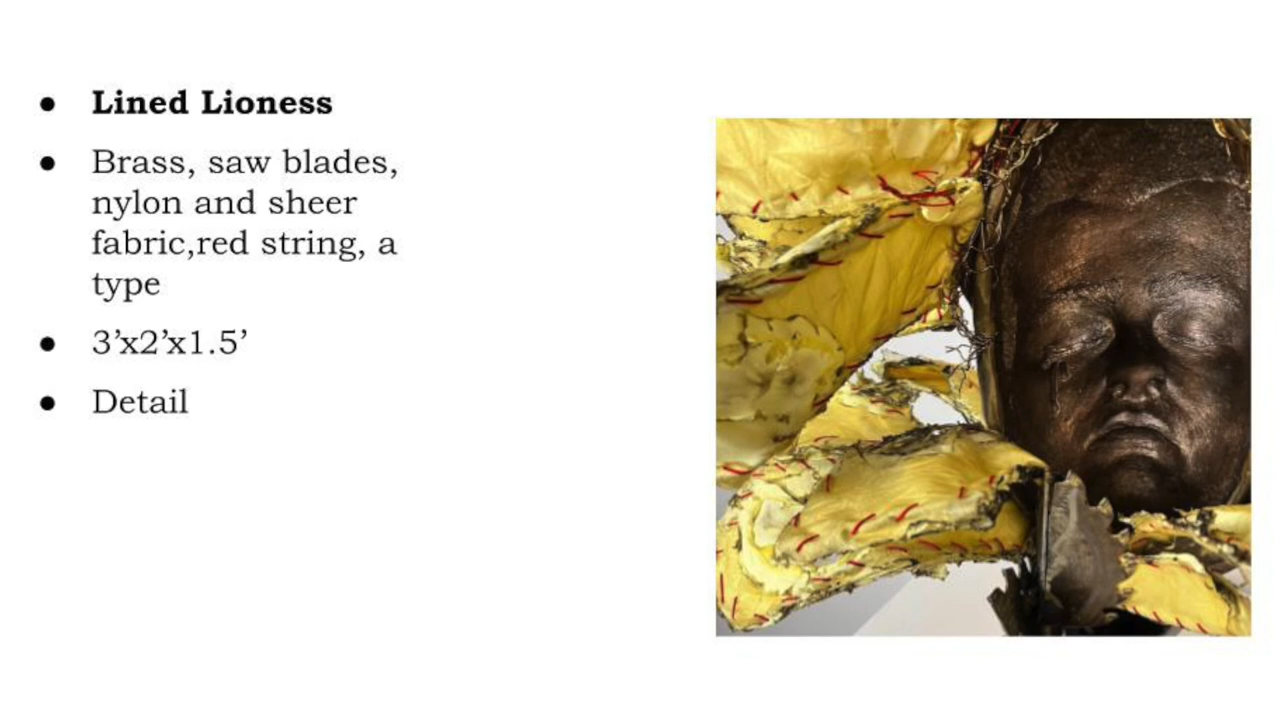 ● Lined Lioness
● Brass, saw blades,
nylon and sheer
fabric,red string, a
type
● 3’x2’x1.5’
● Detail